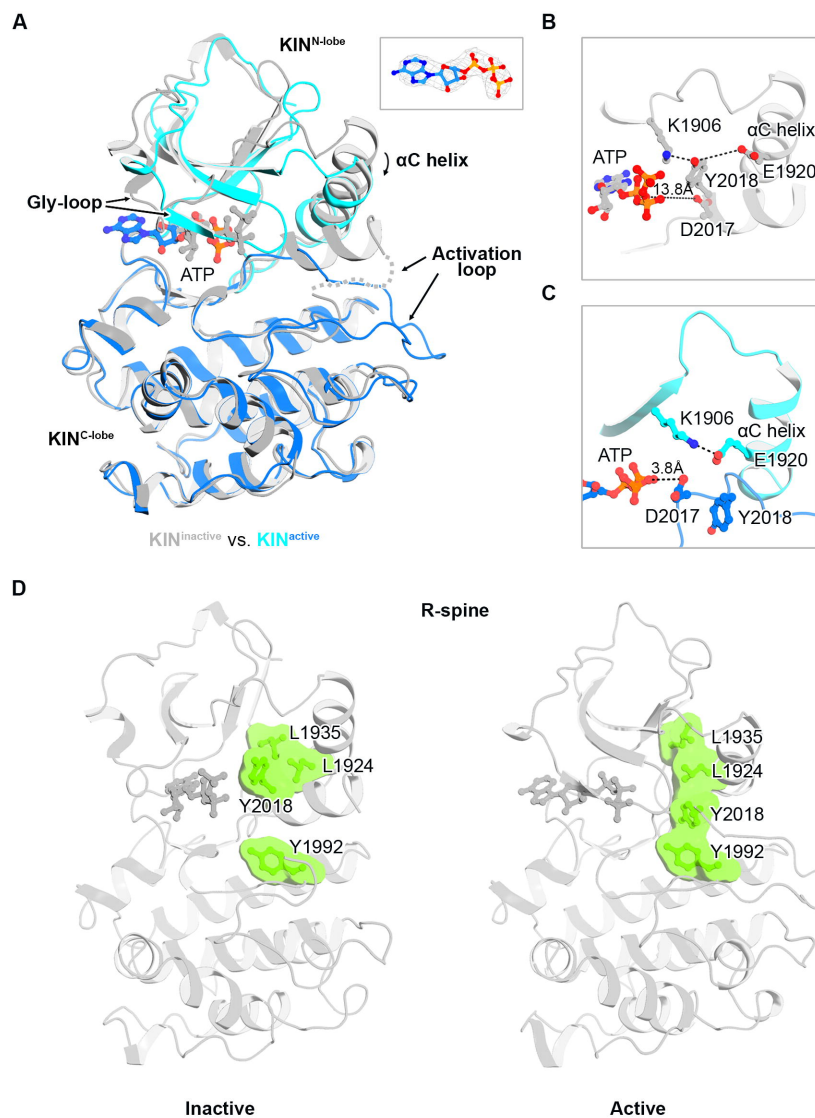 A
KIN^N-lobe
αC helix
Gly-loop
ATP
Activation
loop
KIN^C-lobe
KIN^inactive vs. KIN^active
B
K1906
αC helix
ATP
E1920
Y2018
13.8Å
D2017
C
K1906
αC helix
ATP
3.8Å
E1920
D2017
Y2018
D
R-spine
L1935
L1924
Y2018
Y1992
L1935
L1924
Y2018
Y1992
Inactive
Active